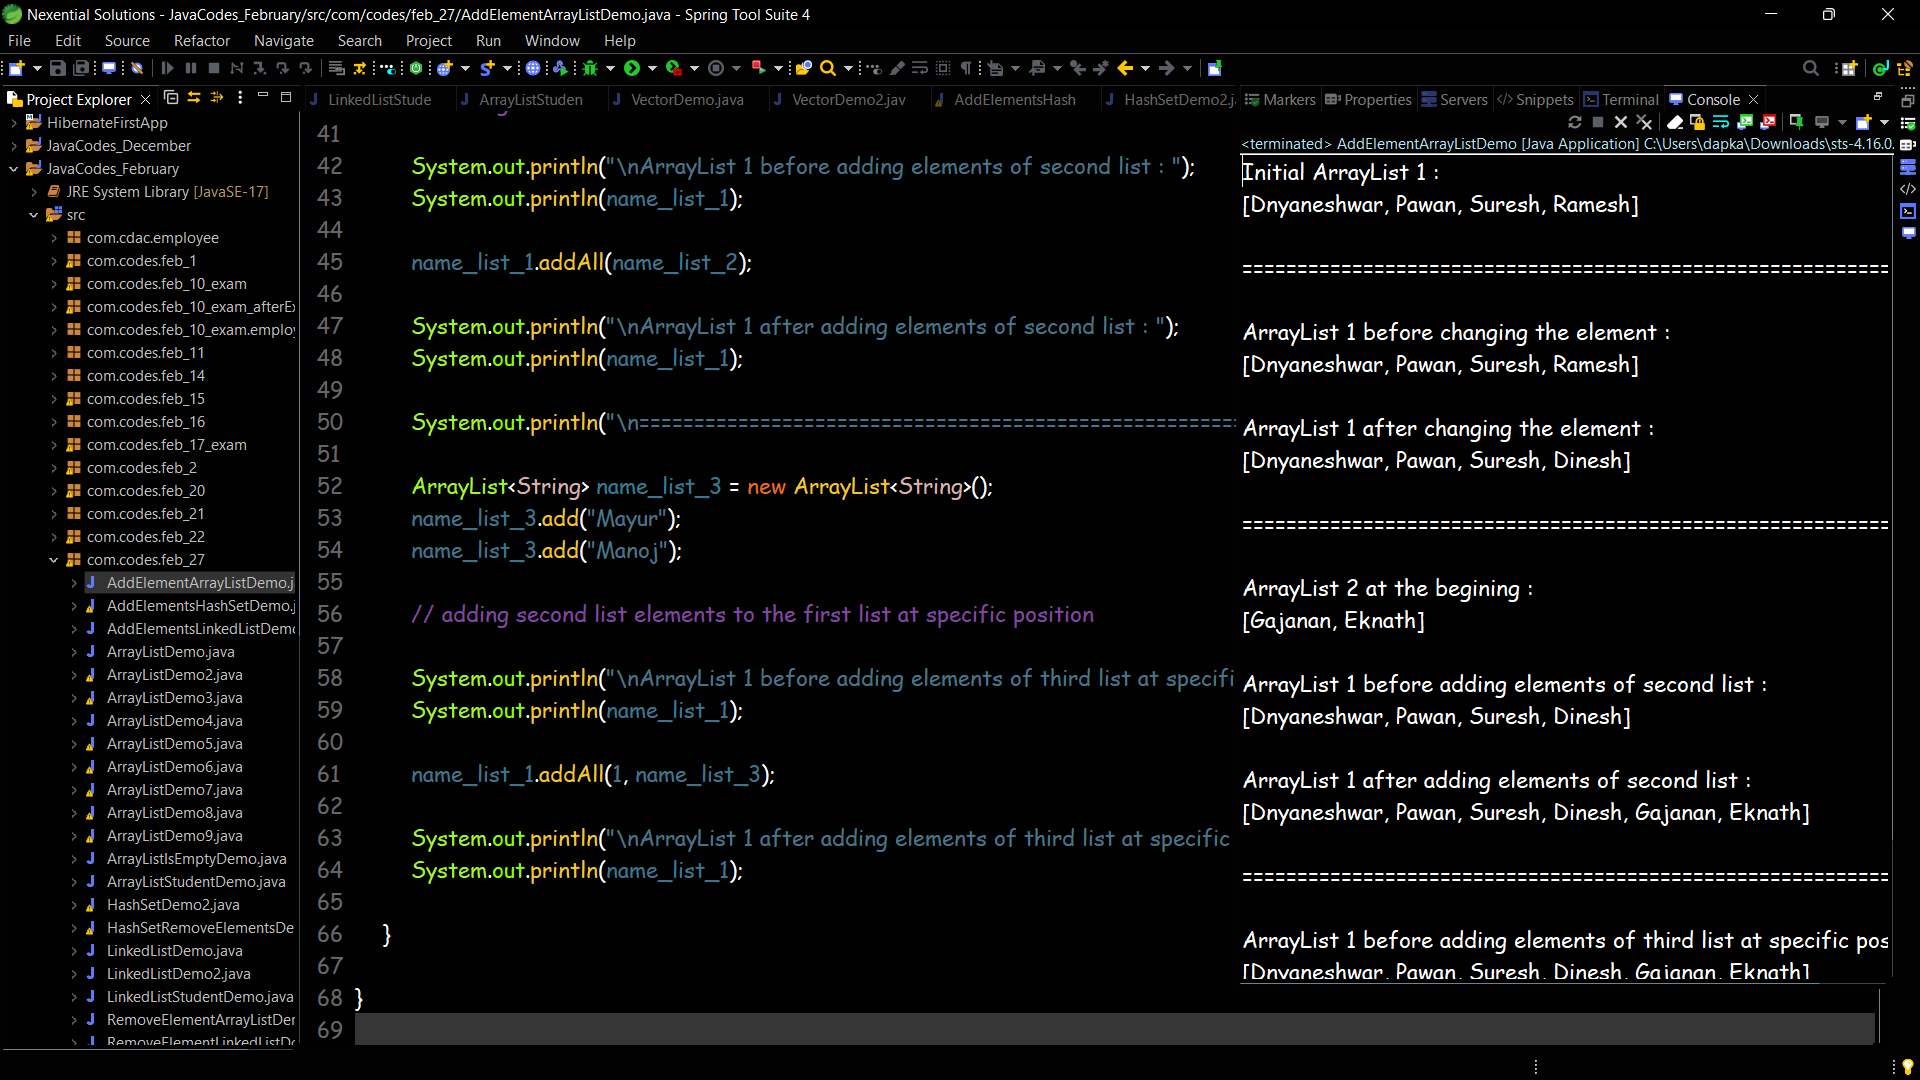 Nexential Solutions - JavaCodes_February/src/com/codes/feb_27/AddElementArrayListDemo.java - Spring Tool Suite 4
File Edit Source Refactor Navigate Search Project Run Window Help
Project Explorer
HibernateFirstApp
JavaCodes_December
JavaCodes_February
JRE System Library [JavaSE-17]
src
com.cdac.employee
com.codes.feb_1
com.codes.feb_10_exam
com.codes.feb_10_exam_afterEx
com.codes.feb_10_exam.employ
com.codes.feb_11
com.codes.feb_14
com.codes.feb_15
com.codes.feb_16
com.codes.feb_17_exam
com.codes.feb_2
com.codes.feb_20
com.codes.feb_21
com.codes.feb_22
com.codes.feb_27
AddElementArrayListDemo.j
AddElementsHashSetDemo.j
AddElementsLinkedListDemo
ArrayListDemo.java
ArrayListDemo2.java
ArrayListDemo3.java
ArrayListDemo4.java
ArrayListDemo5.java
ArrayListDemo6.java
ArrayListDemo7.java
ArrayListDemo8.java
ArrayListDemo9.java
ArrayListIsEmptyDemo.java
ArrayListStudentDemo.java
HashSetDemo2.java
HashSetRemoveElementsDe
LinkedListDemo.java
LinkedListDemo2.java
LinkedListStudentDemo.java
RemoveElementArrayListDer
RemoveElementLinkedListDe
LinkedListStude ArrayListStuden VectorDemo.java VectorDemo2.jav AddElementsHash HashSetDemo2.j
41
42 System.out.println("\nArrayList 1 before adding elements of second list : ");
43 System.out.println(name_list_1);
44
45 name_list_1.addAll(name_list_2);
46
47 System.out.println("\nArrayList 1 after adding elements of second list : ");
48 System.out.println(name_list_1);
49
50 System.out.println("\n======================================================
51
52 ArrayList<String> name_list_3 = new ArrayList<String>();
53 name_list_3.add("Mayur");
54 name_list_3.add("Manoj");
55
56 // adding second list elements to the first list at specific position
57
58 System.out.println("\nArrayList 1 before adding elements of third list at specifi
59 System.out.println(name_list_1);
60
61 name_list_1.addAll(1, name_list_3);
62
63 System.out.println("\nArrayList 1 after adding elements of third list at specific
64 System.out.println(name_list_1);
65
66 }
67
68 }
69
Markers Properties Servers Snippets Terminal Console
<terminated> AddElementArrayListDemo [Java Application] C:\Users\dapka\Downloads\sts-4.16.0.
Initial ArrayList 1 :
[Dnyaneshwar, Pawan, Suresh, Ramesh]
===========================================================
ArrayList 1 before changing the element :
[Dnyaneshwar, Pawan, Suresh, Ramesh]
ArrayList 1 after changing the element :
[Dnyaneshwar, Pawan, Suresh, Dinesh]
===========================================================
ArrayList 2 at the begining :
[Gajanan, Eknath]
ArrayList 1 before adding elements of second list :
[Dnyaneshwar, Pawan, Suresh, Dinesh]
ArrayList 1 after adding elements of second list :
[Dnyaneshwar, Pawan, Suresh, Dinesh, Gajanan, Eknath]
===========================================================
ArrayList 1 before adding elements of third list at specific pos
[Dnyaneshwar, Pawan, Suresh, Dinesh, Gajanan, Eknath]